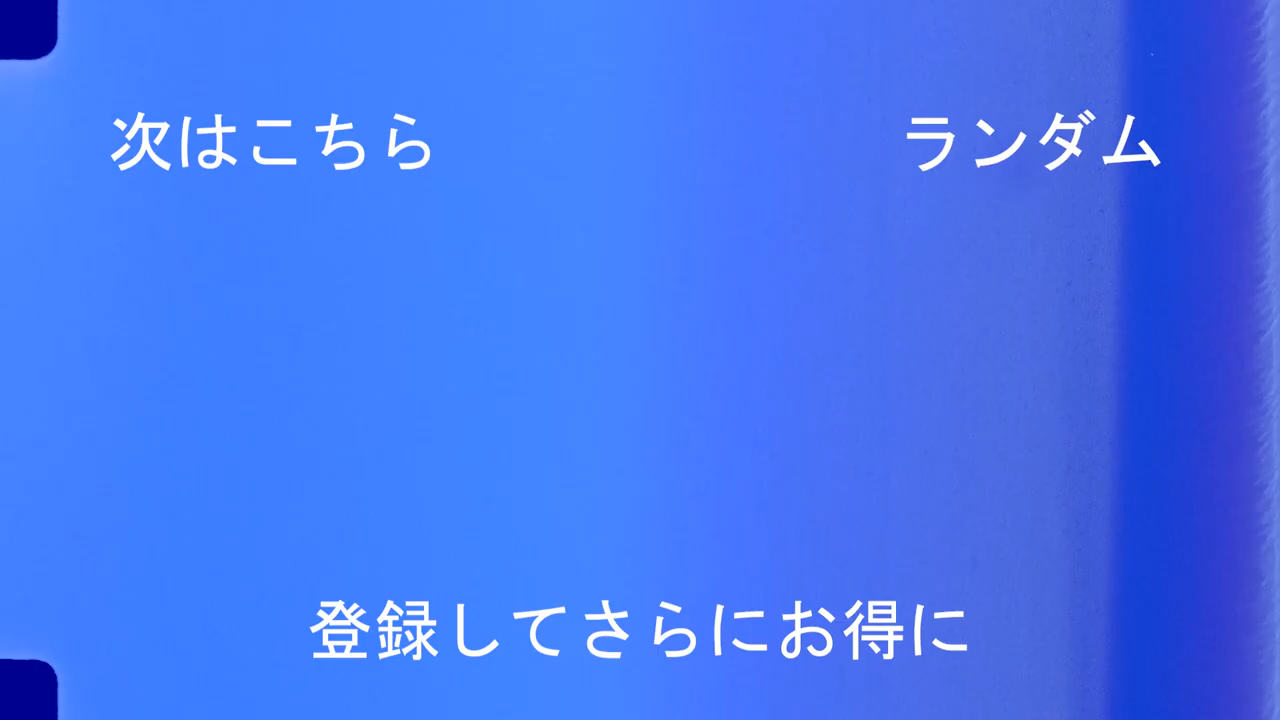 次はこちら
ランダム
登録してさらにお得に